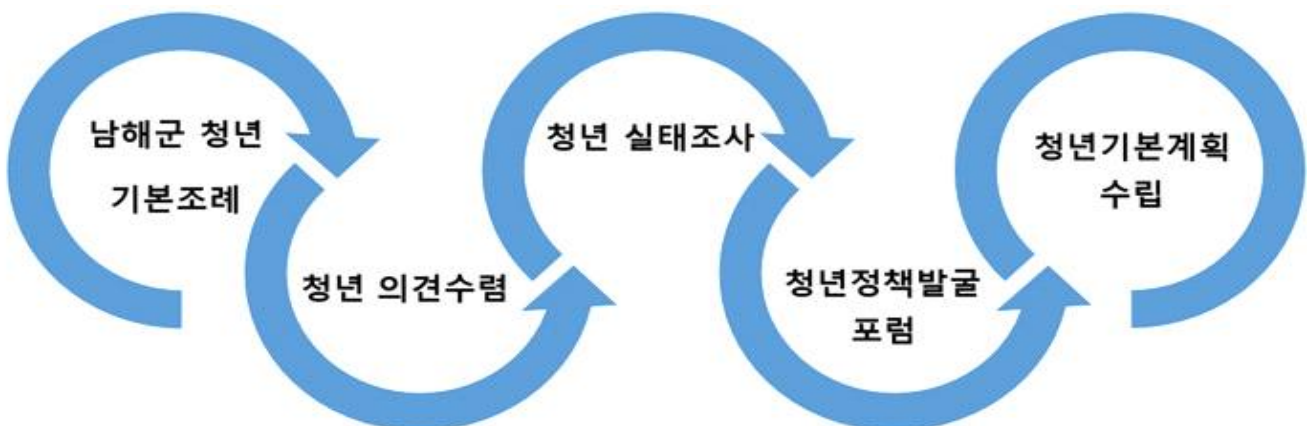 남해군 청년
기본조례
청년 의견수렴
청년 실태조사
청년정책발굴
포럼
청년기본계획
수립